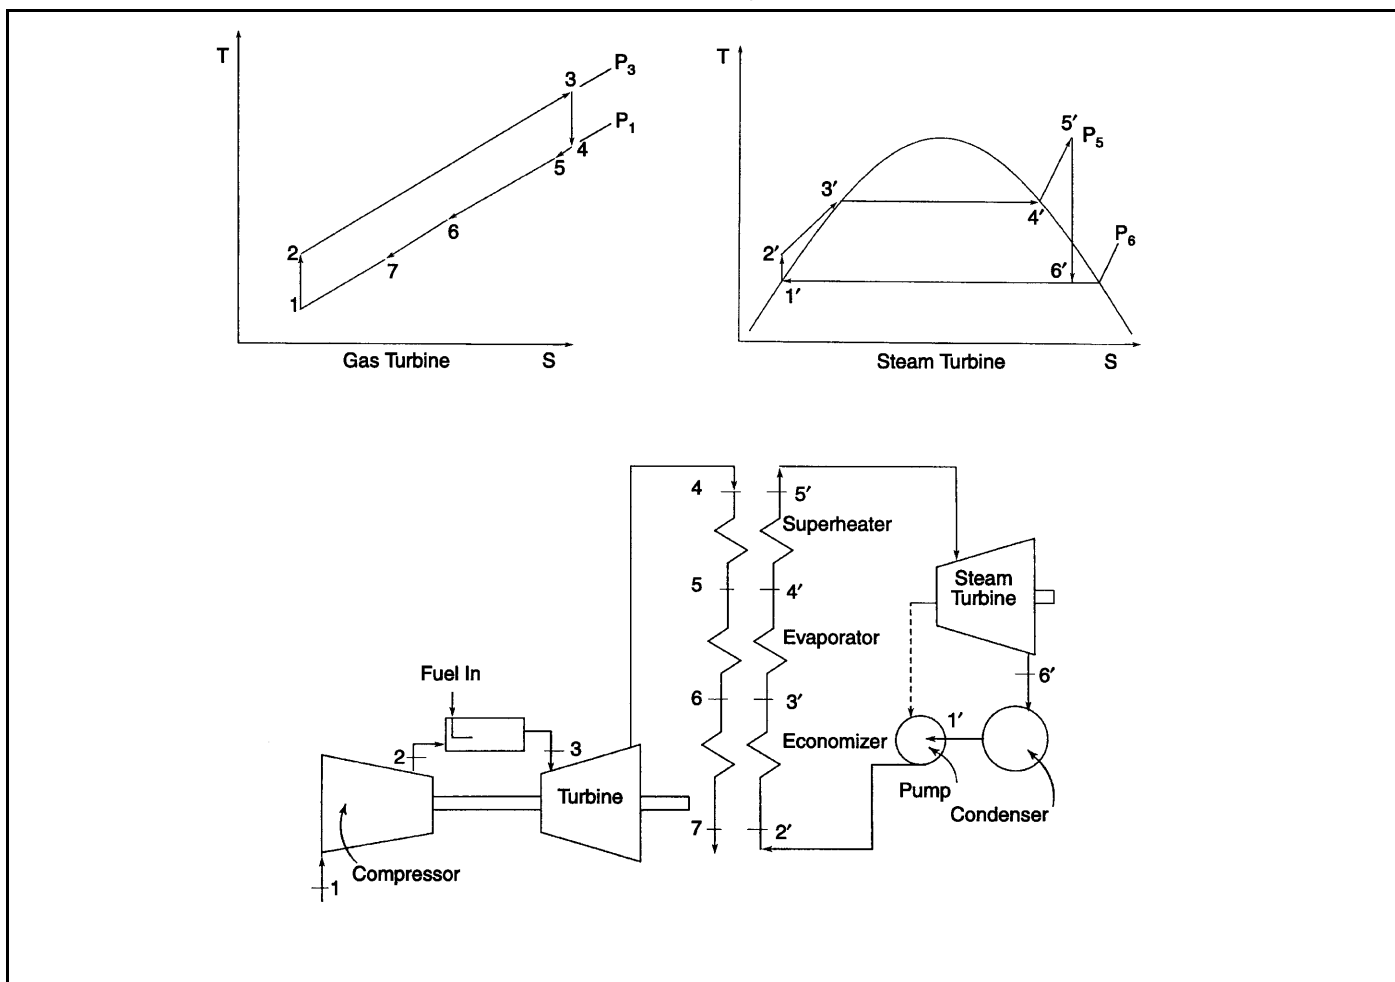 T
3
P3
P1
4
5
6
2
7
1
Gas Turbine
S
T
5′
P5
3′
4′
P6
2′
6′
1′
Steam Turbine
S
4
5′
Superheater
5
4′
Evaporator
6
3′
Economizer
7
2′
Fuel In
2
3
Turbine
Compressor
1
Steam
Turbine
6′
1′
Pump
Condenser